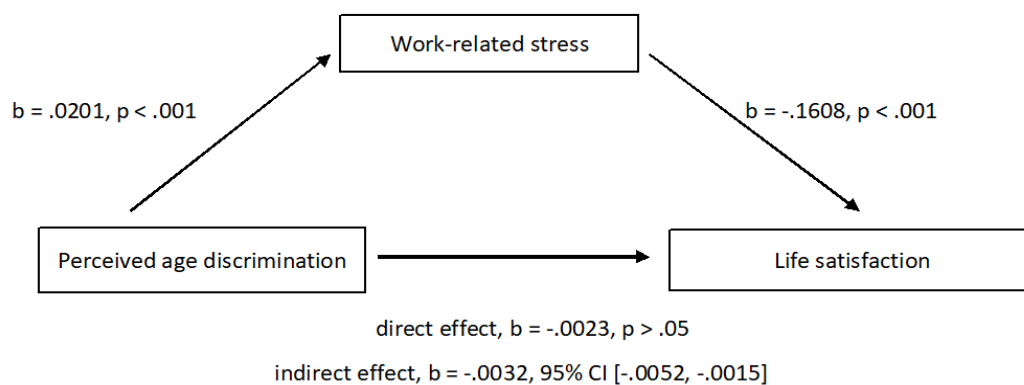 Work-related stress
b = .0201, p < .001
b = -.1608, p < .001
Perceived age discrimination
Life satisfaction
direct effect, b = -.0023, p > .05
indirect effect, b = -.0032, 95% CI [-.0052, -.0015]